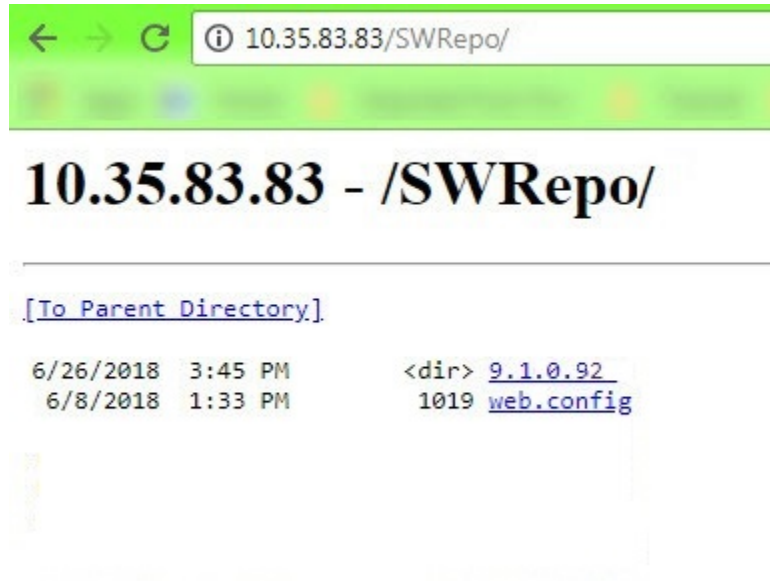 10.35.83.83/SWRepo/
10.35.83.83 - /SWRepo/
[To Parent Directory]
6/26/2018 3:45 PM <dir> 9.1.0.92
6/8/2018 1:33 PM 1019 web.config